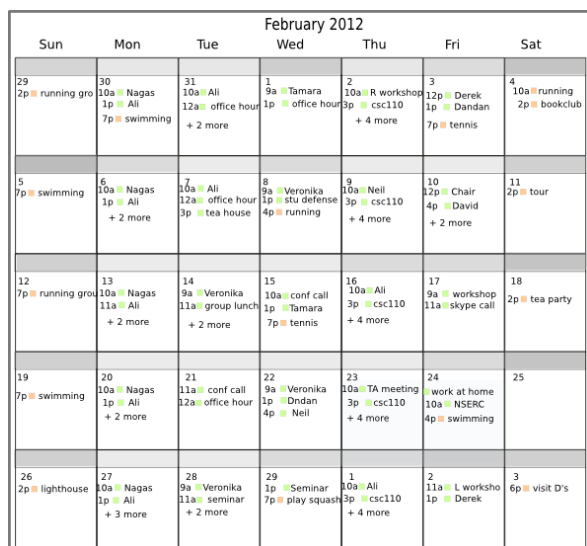 February 2012
Sun Mon Tue Wed Thu Fri Sat
29
2p running gro
30
10a Nagas
1p Ali
7p swimming
31
10a Ali
12a office hour
+ 2 more
1
9a Tamara
1p office hour
2
10a R workshop
3p csc110
+ 4 more
3
12p Derek
1p Dandan
7p tennis
4
10a running
2p bookclub
5
7p swimming
6
10a Nagas
1p Ali
+ 2 more
7
10a Ali
12a office hour
3p tea house
8
9a Veronika
1p stu defense
4p running
9
10a Neil
3p csc110
+ 4 more
10
12p Chair
4p David
+ 2 more
11
2p tour
12
7p running grou
13
10a Nagas
11a Ali
+ 2 more
14
9a Veronika
11a group lunch
+ 2 more
15
10a conf call
1p Tamara
7p tennis
16
10a Ali
3p csc110
+ 4 more
17
9a workshop
11a skype call
18
2p tea party
19
7p swimming
20
10a Nagas
1p Ali
+ 2 more
21
11a conf call
12a office hour
22
9a Veronika
1p Dndan
4p Neil
23
10a TA meeting
3p csc110
+ 4 more
24
work at home
10a NSERC
4p swimming
25
26
2p lighthouse
27
10a Nagas
1p Ali
+ 3 more
28
9a Veronika
11a seminar
+ 2 more
29
1p Seminar
7p play squash
1
10a Ali
3p csc110
+ 4 more
2
11a L worksho
1p Derek
3
6p visit D's